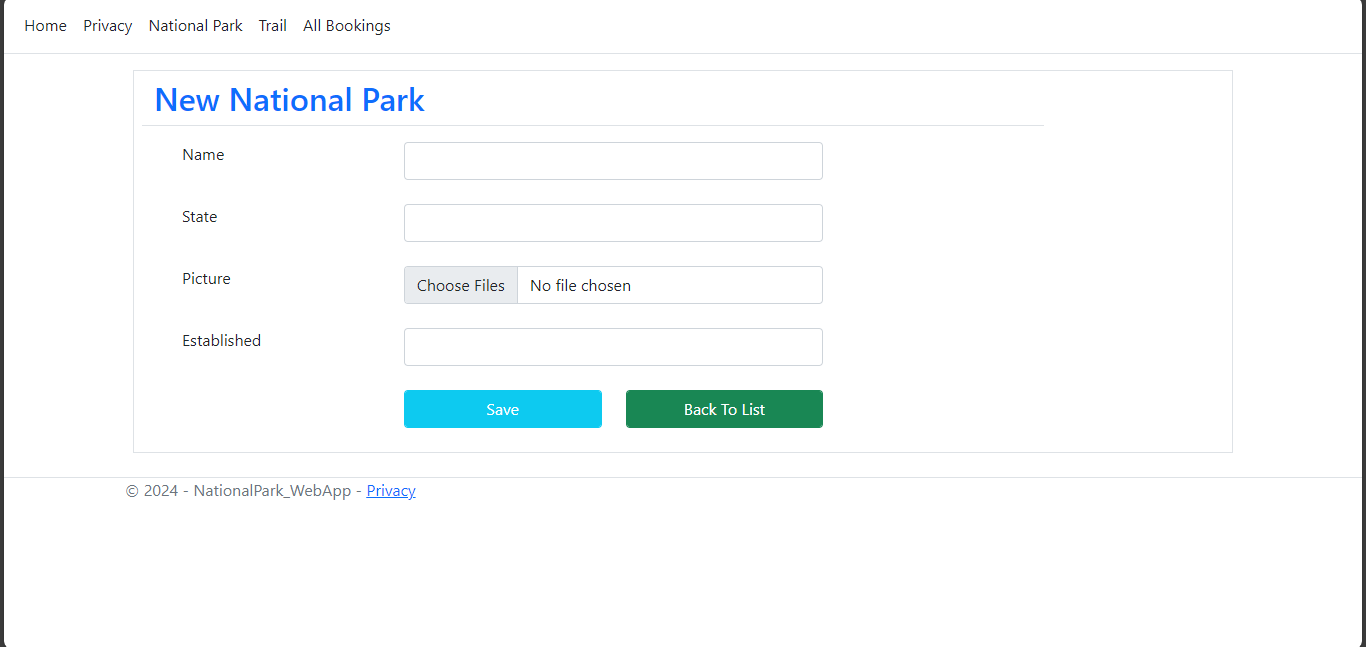 Home Privacy National Park Trail All Bookings
New National Park
Name
State
Picture Choose Files No file chosen
Established
Save Back To List
© 2024 - NationalPark_WebApp - Privacy